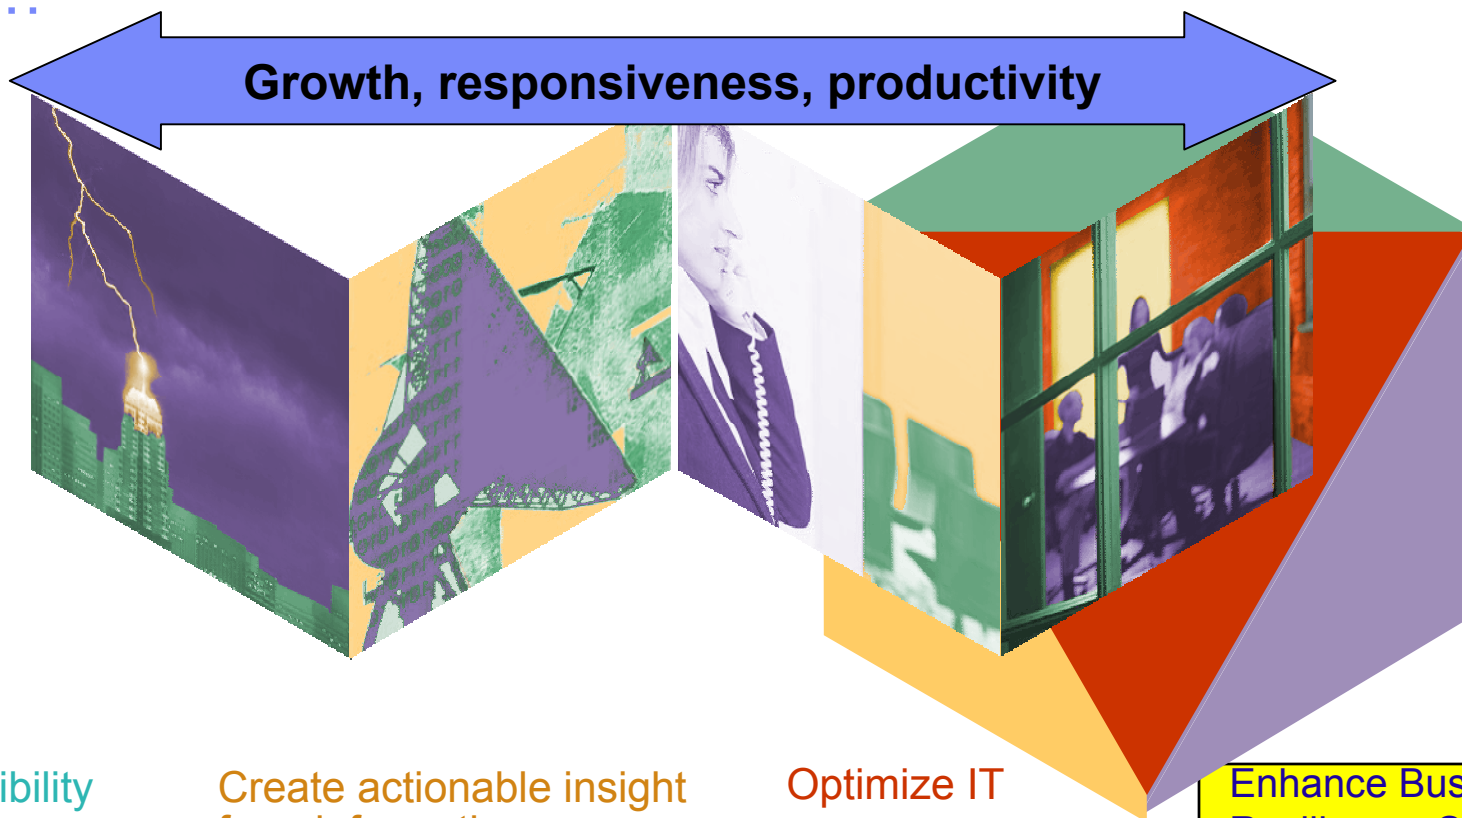 Growth, responsiveness, productivity
ibility
Create actionable insight
Optimize IT
Enhance Bus